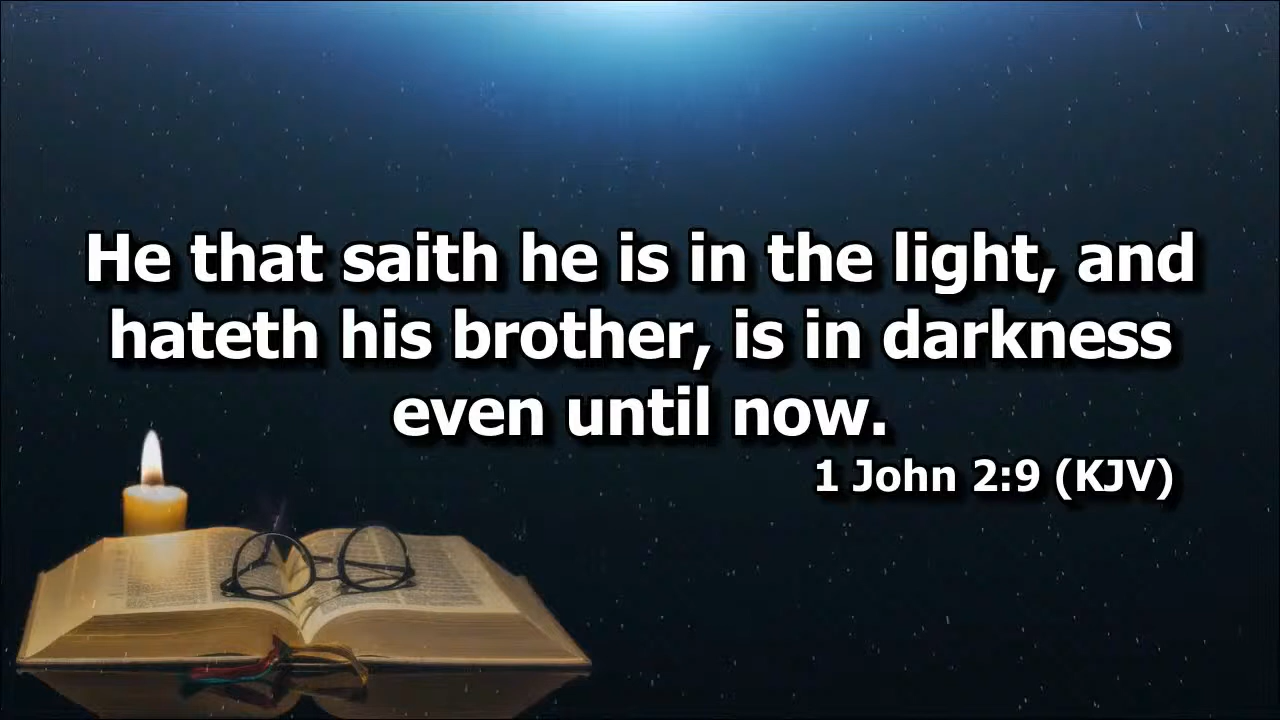 He that saith he is in the light, and
hateth his brother, is in darkness
even until now.
1 John 2:9 (KJV)